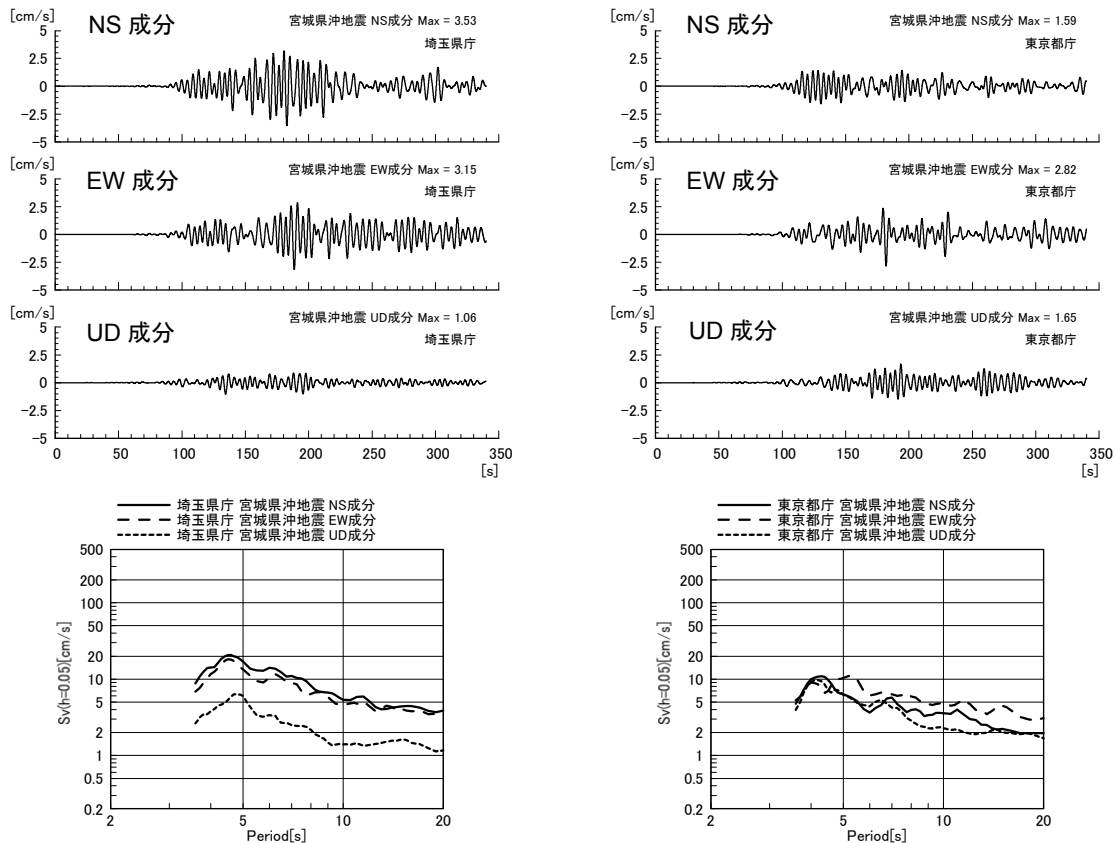 [cm/s]
NS 成分
宮城県沖地震 NS成分 Max = 3.53
埼玉県庁
5
2.5
0
−2.5
−5
[cm/s]
EW 成分
宮城県沖地震 EW成分 Max = 3.15
埼玉県庁
5
2.5
0
−2.5
−5
[cm/s]
UD 成分
宮城県沖地震 UD成分 Max = 1.06
埼玉県庁
5
2.5
0
−2.5
−5
0 50 100 150 200 250 300 350
[s]
[cm/s]
NS 成分
宮城県沖地震 NS成分 Max = 1.59
東京都庁
5
2.5
0
−2.5
−5
[cm/s]
EW 成分
宮城県沖地震 EW成分 Max = 2.82
東京都庁
5
2.5
0
−2.5
−5
[cm/s]
UD 成分
宮城県沖地震 UD成分 Max = 1.65
東京都庁
5
2.5
0
−2.5
−5
0 50 100 150 200 250 300 350
[s]
埼玉県庁 宮城県沖地震 NS成分
埼玉県庁 宮城県沖地震 EW成分
埼玉県庁 宮城県沖地震 UD成分
Sv(h=0.05)[cm/s]
500
200
100
50
20
10
5
2
1
0.5
0.2
2 5 10 20
Period[s]
東京都庁 宮城県沖地震 NS成分
東京都庁 宮城県沖地震 EW成分
東京都庁 宮城県沖地震 UD成分
Sv(h=0.05)[cm/s]
500
200
100
50
20
10
5
2
1
0.5
0.2
2 5 10 20
Period[s]